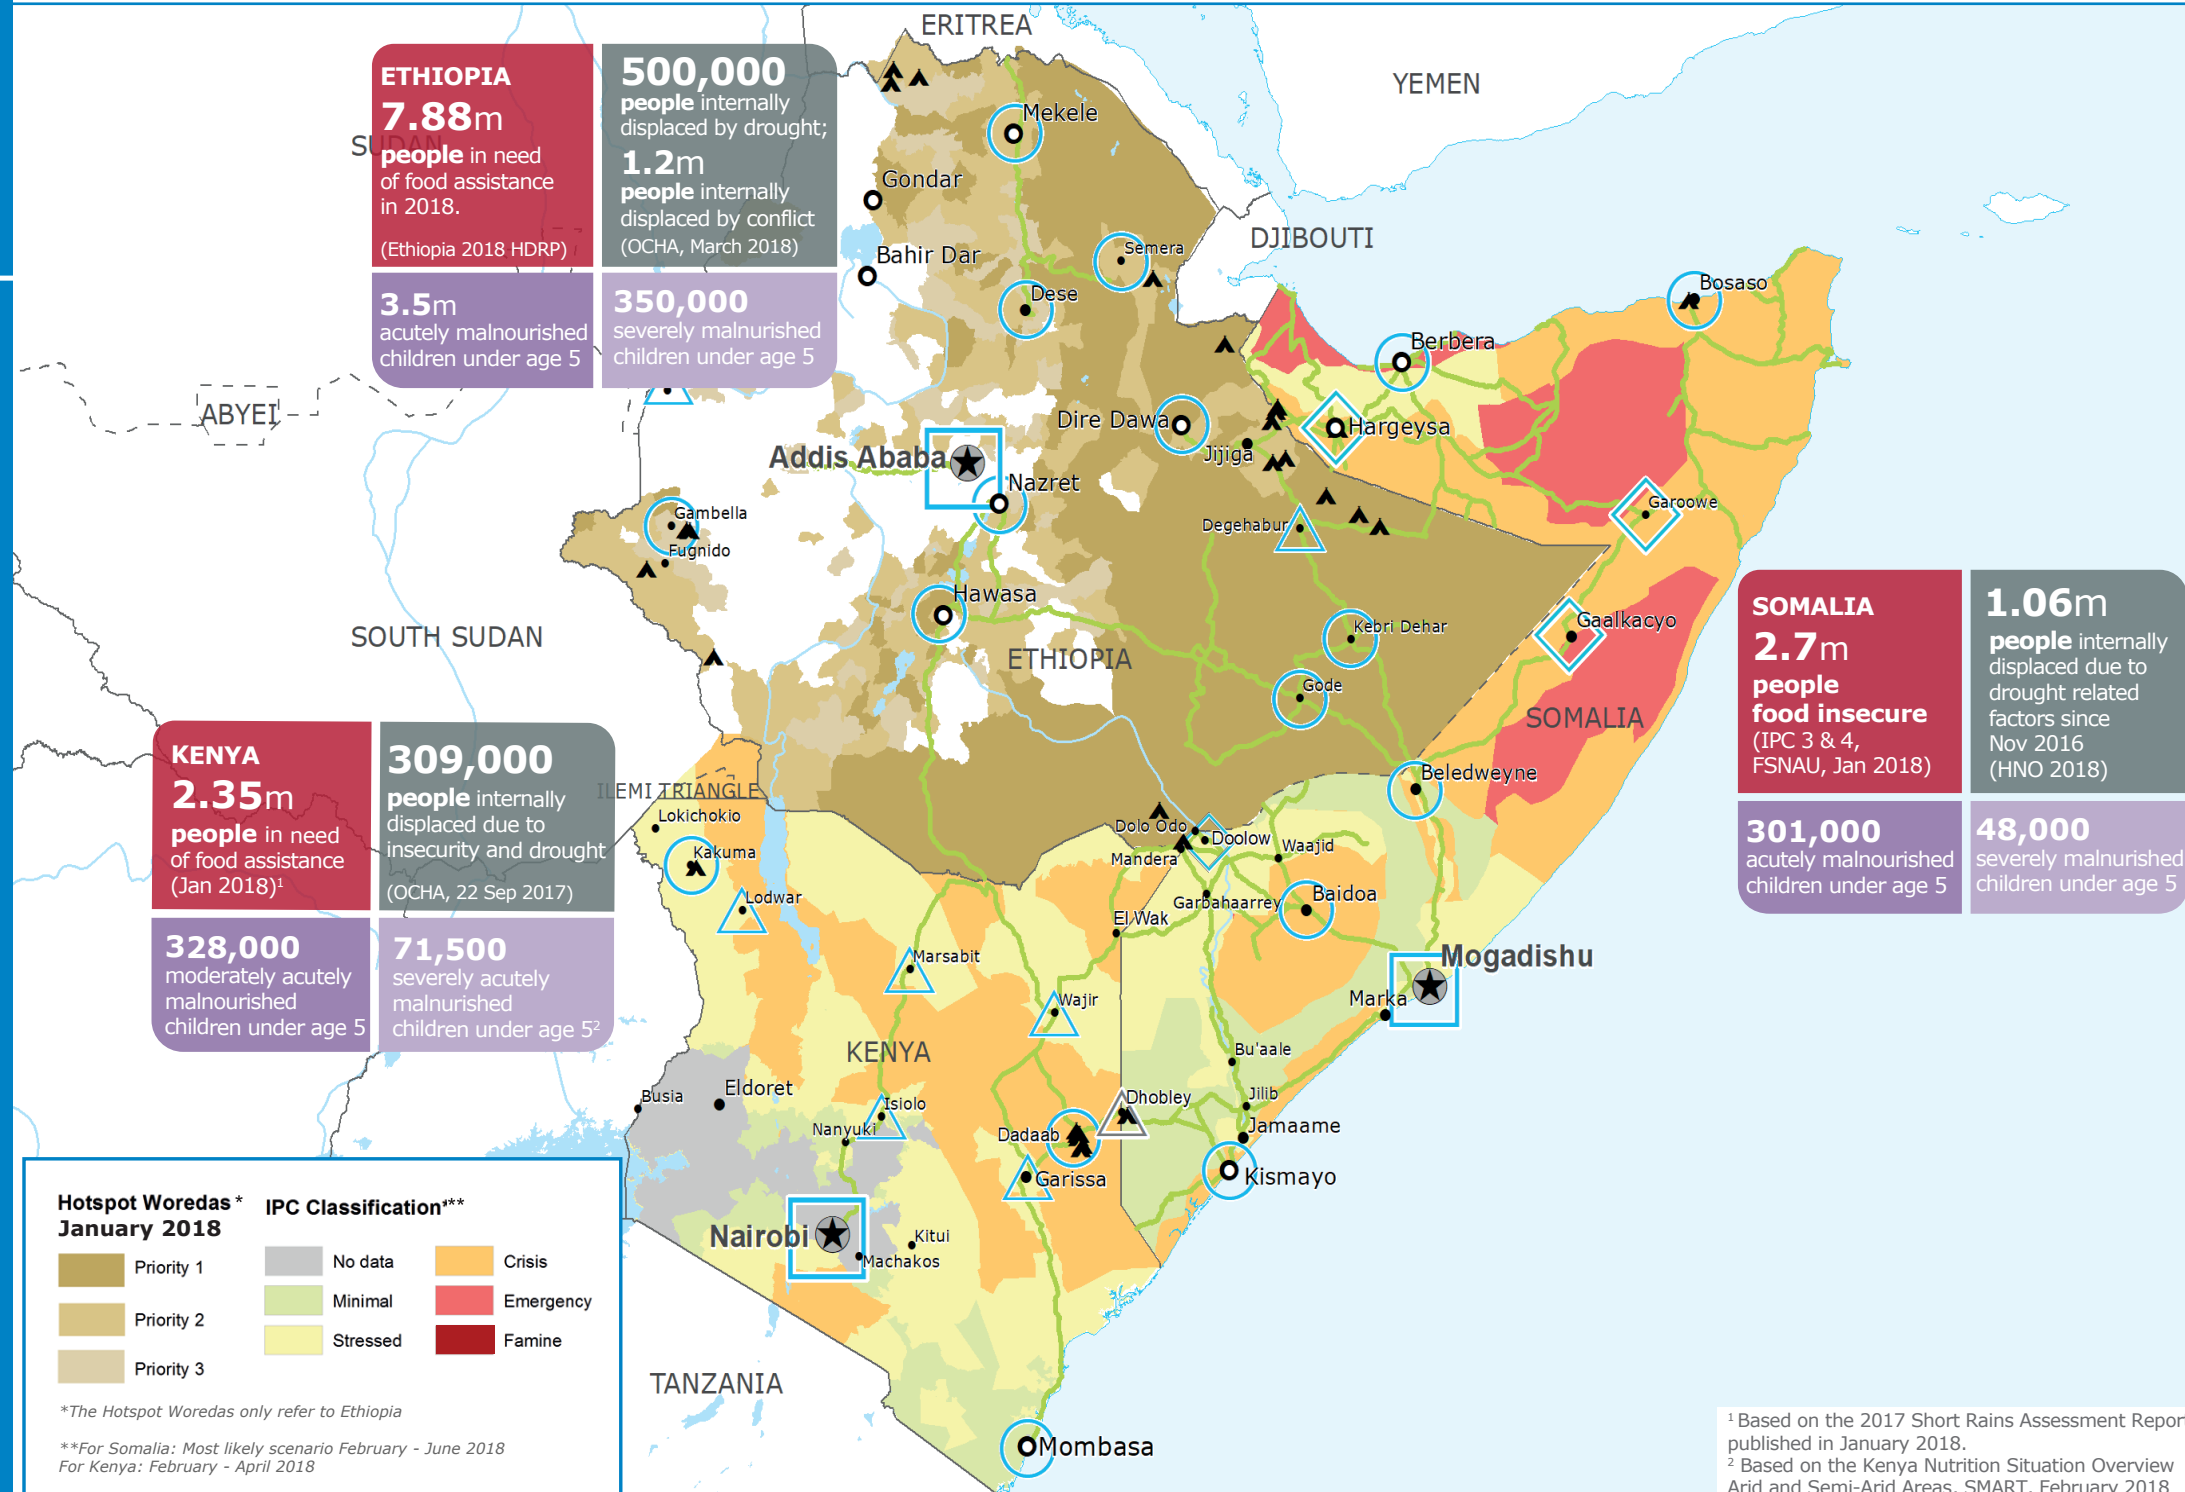 ERITREA
YEMEN
SUDAN
DJIBOUTI
ABYEI
SOUTH SUDAN
ETHIOPIA
SOMALIA
ILEMI TRIANGLE
KENYA
TANZANIA
ETHIOPIA
7.88m
people in need
of food assistance
in 2018.
(Ethiopia 2018 HDRP)
500,000
people internally
displaced by drought;
1.2m
people internally
displaced by conflict
(OCHA, March 2018)
3.5m
acutely malnourished
children under age 5
350,000
severely malnurished
children under age 5
Mekele
Gondar
Bahir Dar
Semera
Dese
Bosaso
Berbera
Dire Dawa
Hargeysa
Jijiga
Addis Ababa
Nazret
Garoowe
Gambella
Degehabur
Fugnido
Hawasa
Gaalkacyo
Kebri Dehar
Gode
Beledweyne
SOMALIA
2.7m
people
food insecure
(IPC 3 & 4,
FSNAU, Jan 2018)
1.06m
people internally
displaced due to
drought related
factors since
Nov 2016
(HNO 2018)
301,000
acutely malnourished
children under age 5
48,000
severely malnurished
children under age 5
KENYA
2.35m
people in need
of food assistance
(Jan 2018)¹
309,000
people internally
displaced due to
insecurity and drought
(OCHA, 22 Sep 2017)
328,000
moderately acutely
malnourished
children under age 5
71,500
severely acutely
malnurished
children under age 5²
Lokichokio
Kakuma
Lodwar
Dolo Odo
Doolow
Mandera
Waajid
Garbahaarrey
Baidoa
El Wak
Marsabit
Mogadishu
Wajir
Marka
Bu'aale
Busia
Eldoret
Isiolo
Dhobley
Jilib
Nanyuki
Dadaab
Jamaame
Garissa
Kismayo
Nairobi
Kitui
Machakos
Mombasa
Hotspot Woredas *
January 2018
Priority 1
Priority 2
Priority 3
IPC Classification***
No data
Minimal
Stressed
Crisis
Emergency
Famine
*The Hotspot Woredas only refer to Ethiopia
**For Somalia: Most likely scenario February - June 2018
For Kenya: February - April 2018
¹ Based on the 2017 Short Rains Assessment Report
published in January 2018.
² Based on the Kenya Nutrition Situation Overview
Arid and Semi-Arid Areas, SMART, February 2018